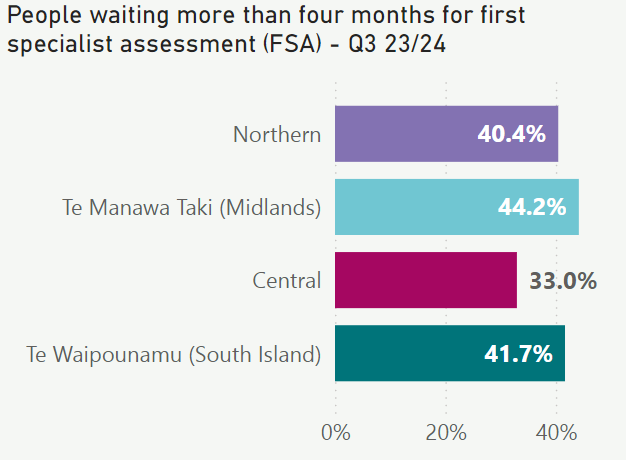 People waiting more than four months for first
specialist assessment (FSA) - Q3 23/24
Northern 40.4%
Te Manawa Taki (Midlands) 44.2%
Central 33.0%
Te Waipounamu (South Island) 41.7%
0% 20% 40%